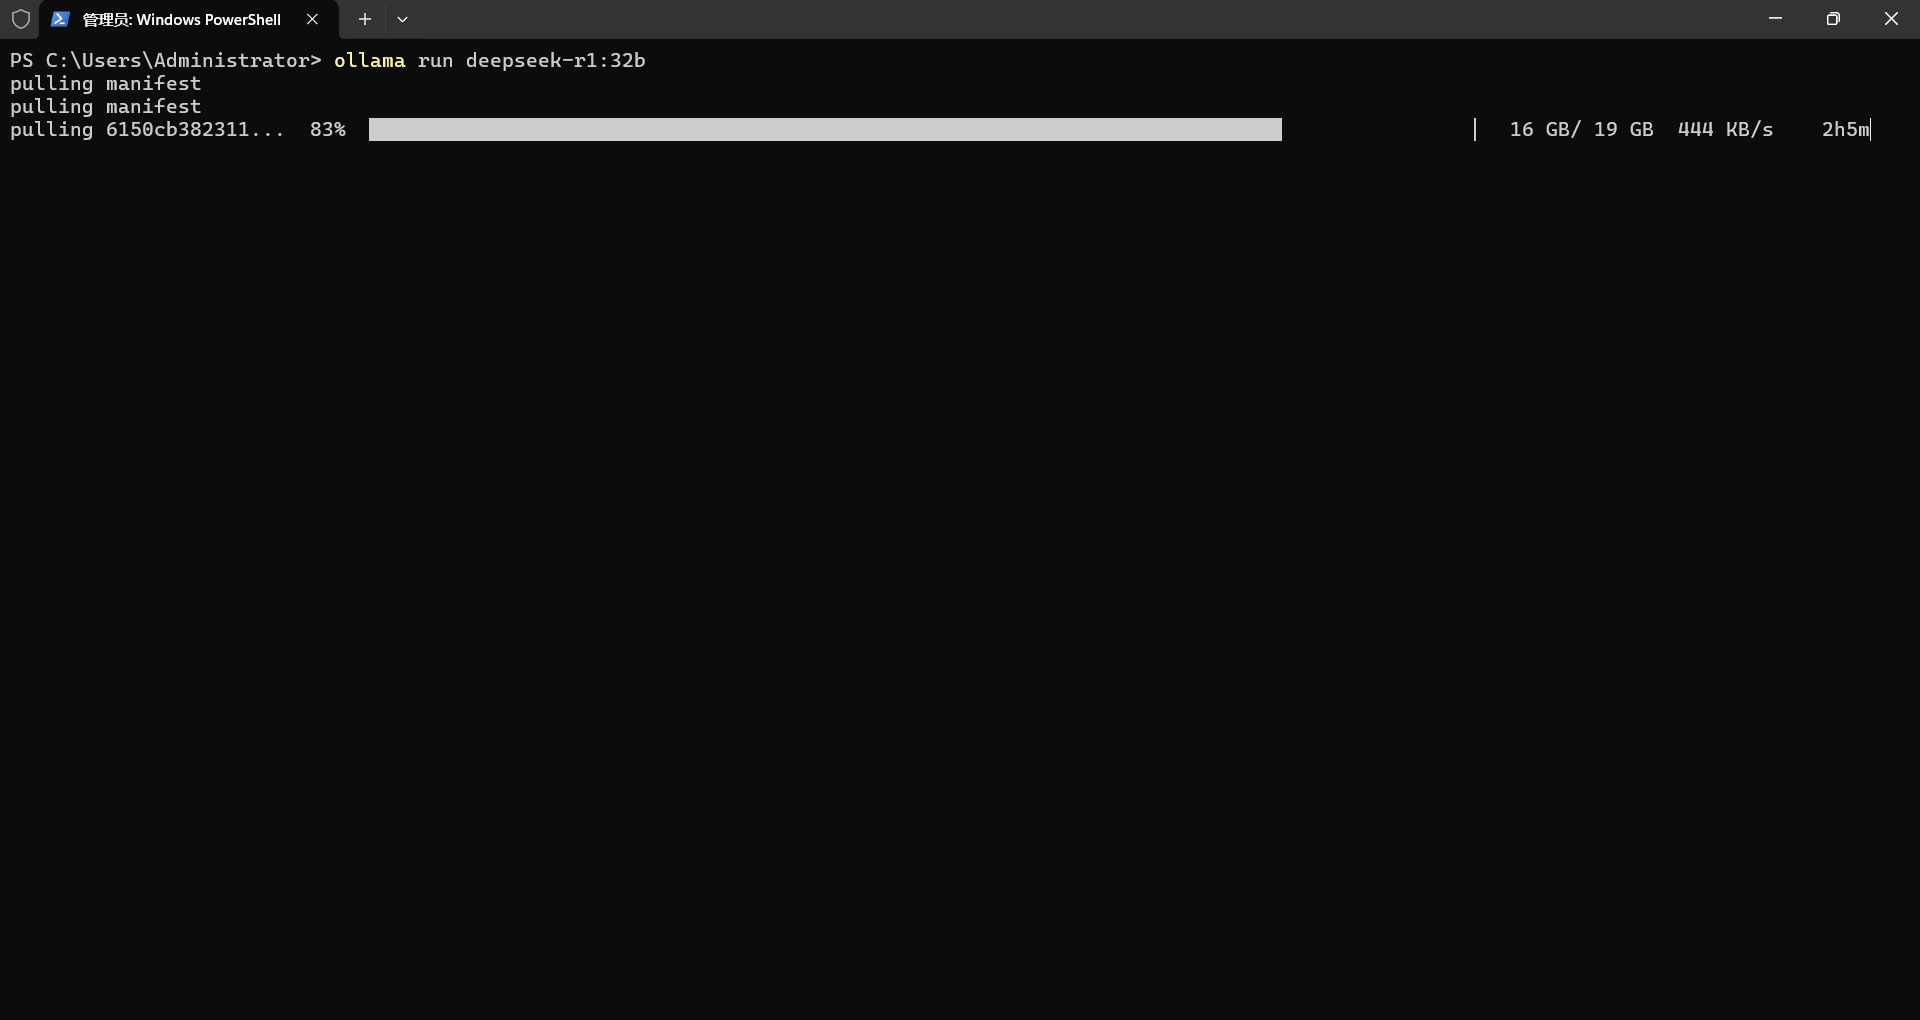 管理员: Windows PowerShell
PS C:\Users\Administrator> ollama run deepseek-r1:32b
pulling manifest
pulling manifest
pulling 6150cb382311... 83% 16 GB/ 19 GB 444 KB/s 2h5m